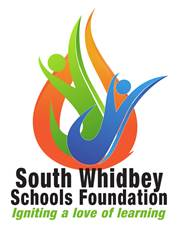 South Whidbey
Schools Foundation
Igniting a love of learning